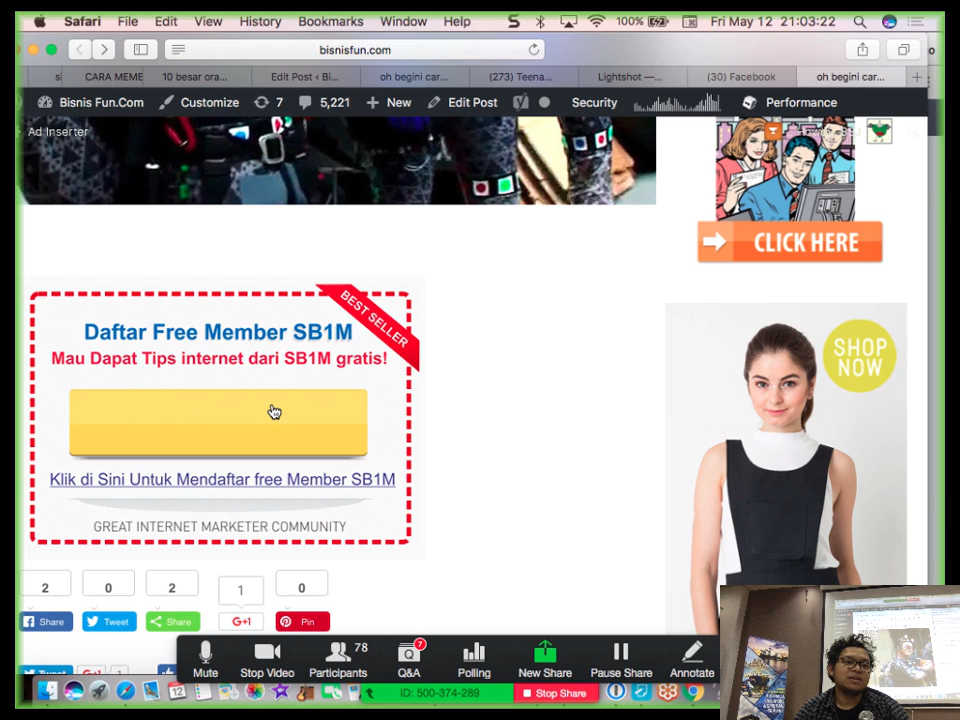 Safari File Edit View History Bookmarks Window Help 100% Fri May 12 21:03:22
bisnisfun.com
CARA MEME 10 besar ora... Edit Post ‹ Bi... oh begini car... (273) Teena... Lightshot —... (30) Facebook oh begini car...
Bisnis Fun.Com Customize 7 5,221 + New Edit Post Security Performance
Ad Inserter
CLICK HERE
BEST SELLER
Daftar Free Member SB1M
Mau Dapat Tips internet dari SB1M gratis!
SHOP
NOW
Klik di Sini Untuk Mendaftar free Member SB1M
GREAT INTERNET MARKETER COMMUNITY
2 0 2 1 0
Share Tweet Share G+1 Pin
Tweet G+1 1
78 7
Mute Stop Video Participants Q&A Polling New Share Pause Share Annotate
12 ID: 500-374-289 Stop Share